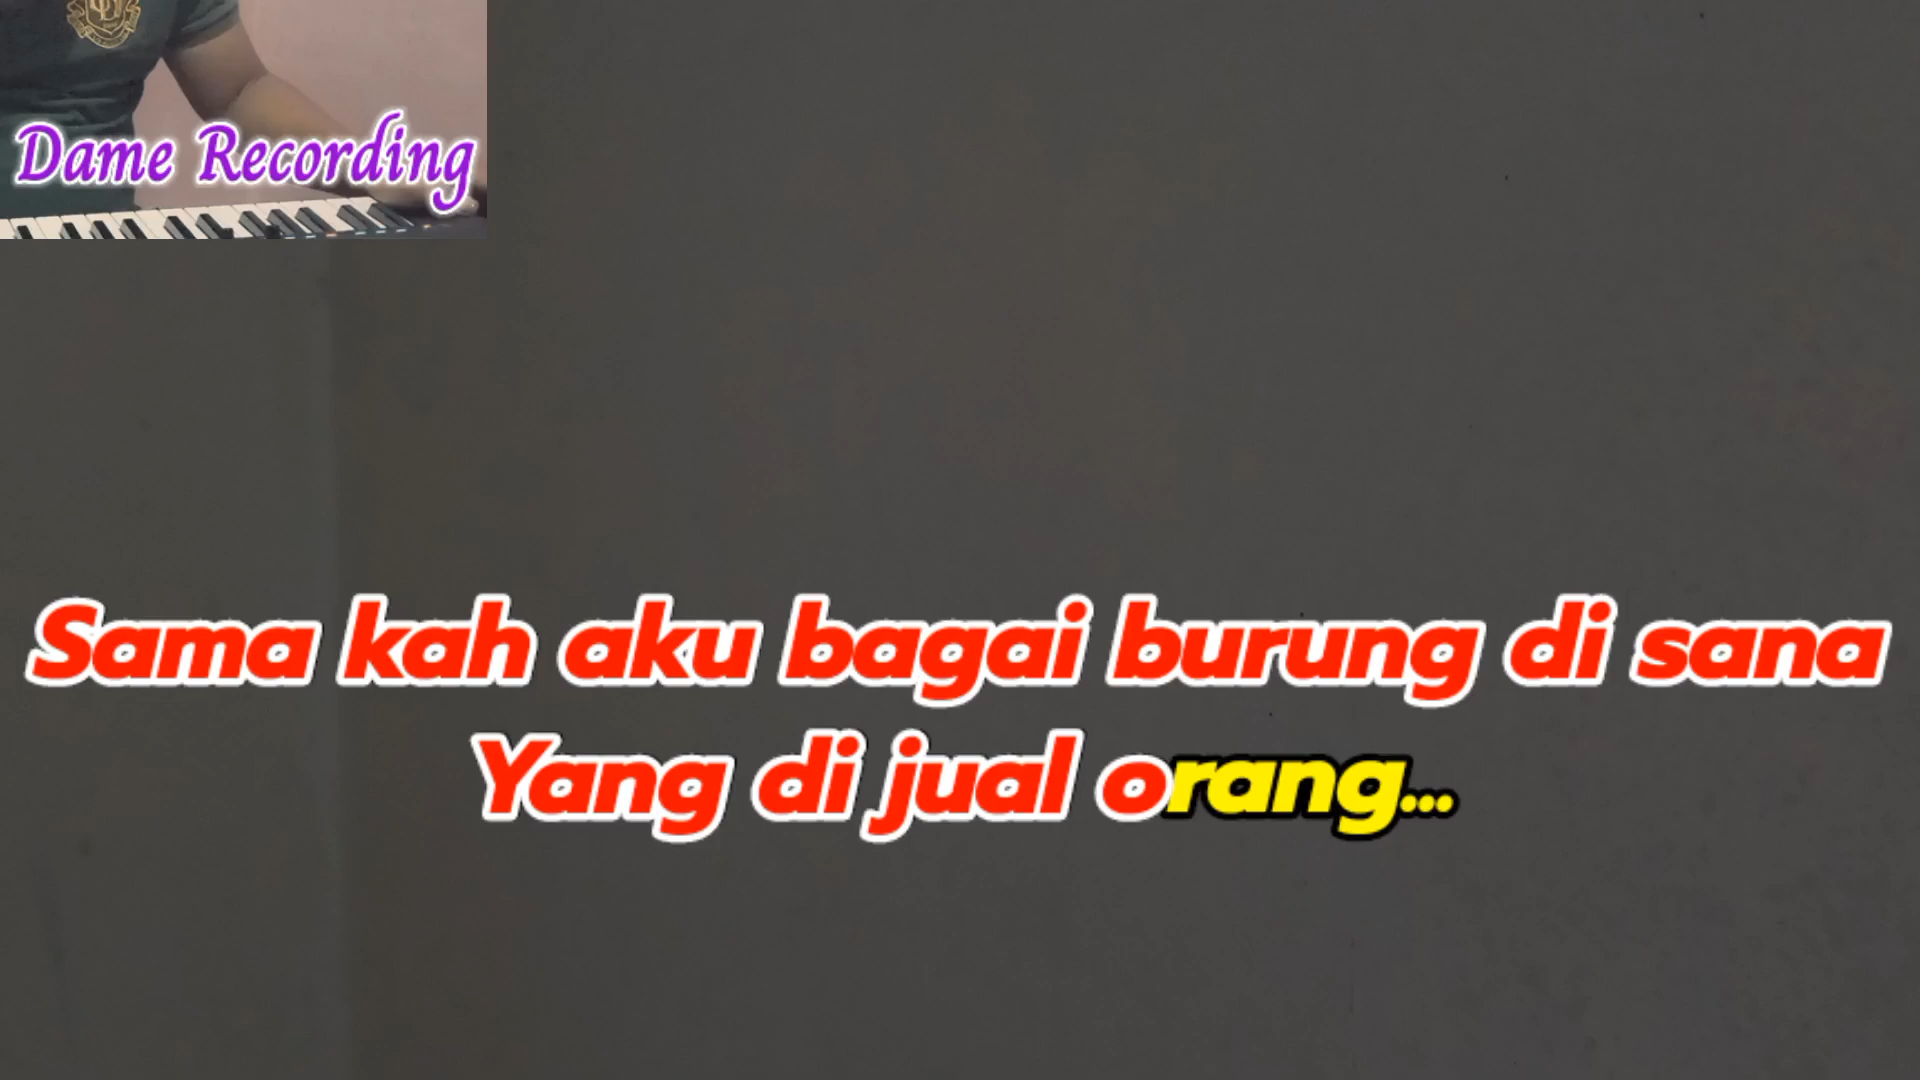 Dame Recording
Sama kah aku bagai burung di sana
Yang di jual orang...